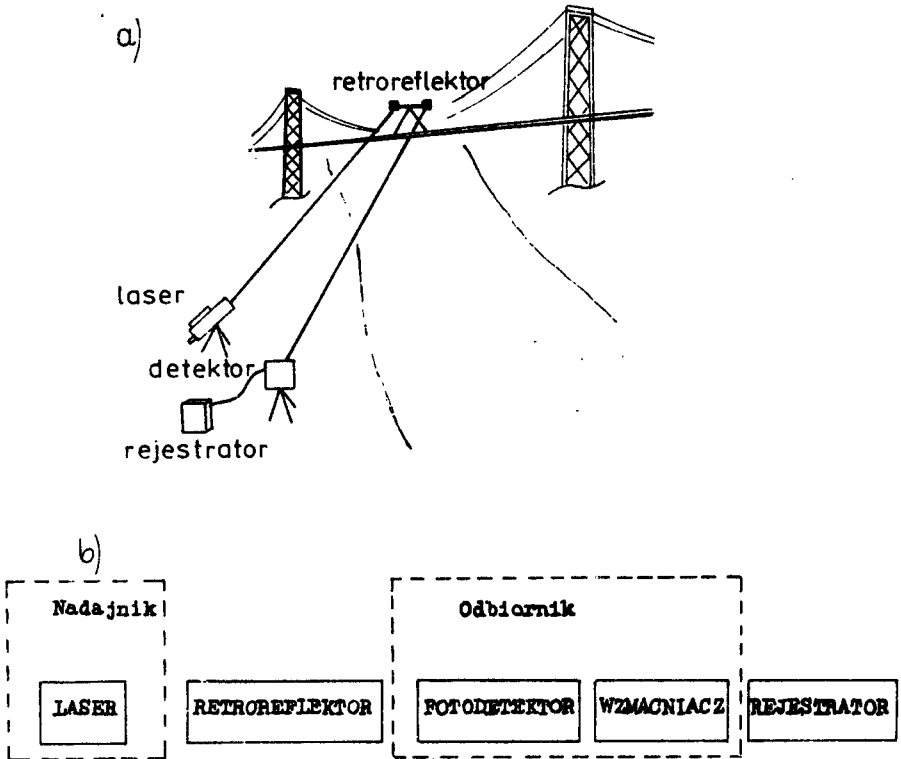 a)
retroreflektor
laser
detektor
rejestrator
b)
Nadajnik
Odbiornik
LASER
RETROREFLEKTOR
FOTODETEKTOR
WZMACNIACZ
REJESTRATOR